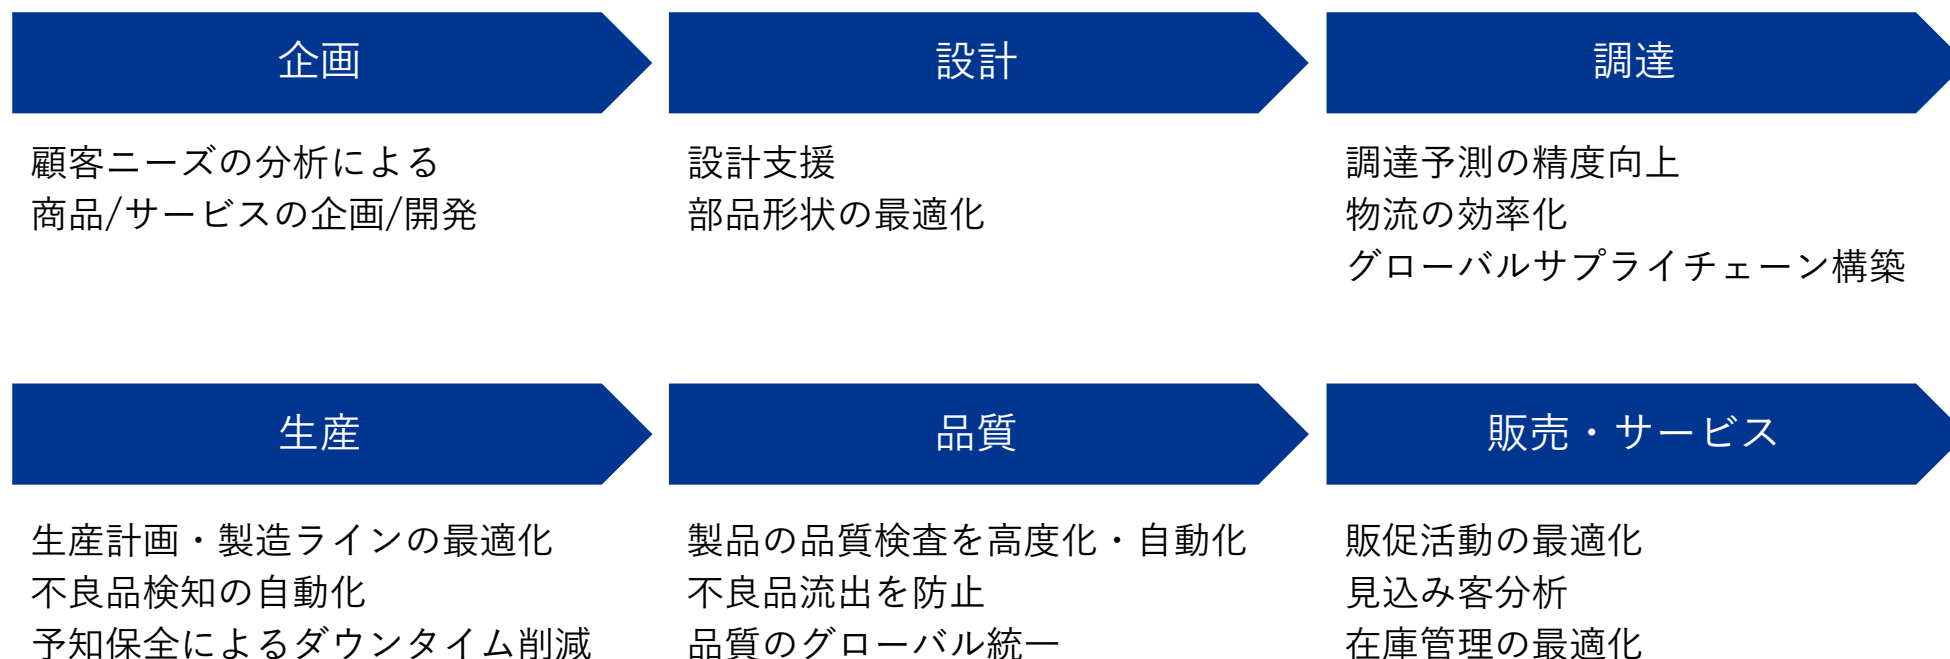 企画
顧客ニーズの分析による
商品/サービスの企画/開発
設計
設計支援
部品形状の最適化
調達
調達予測の精度向上
物流の効率化
グローバルサプライチェーン構築
生産
生産計画・製造ラインの最適化
不良品検知の自動化
予知保全によるダウンタイム削減
品質
製品の品質検査を高度化・自動化
不良品流出を防止
品質のグローバル統一
販売・サービス
販促活動の最適化
見込み客分析
在庫管理の最適化